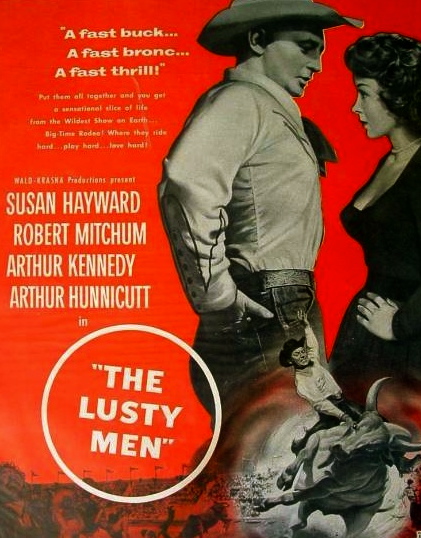 "A fast buck...
A fast bronc...
A fast thrill!"
Put them all together and you get
a sensational slice of life
from the Wildest Show on Earth...
Big-Time Rodeo! Where they ride
hard...play hard...love hard!
WALD-KRASNA Productions present
SUSAN HAYWARD
ROBERT MITCHUM
ARTHUR KENNEDY
ARTHUR HUNNICUTT
in
"THE
LUSTY
MEN"